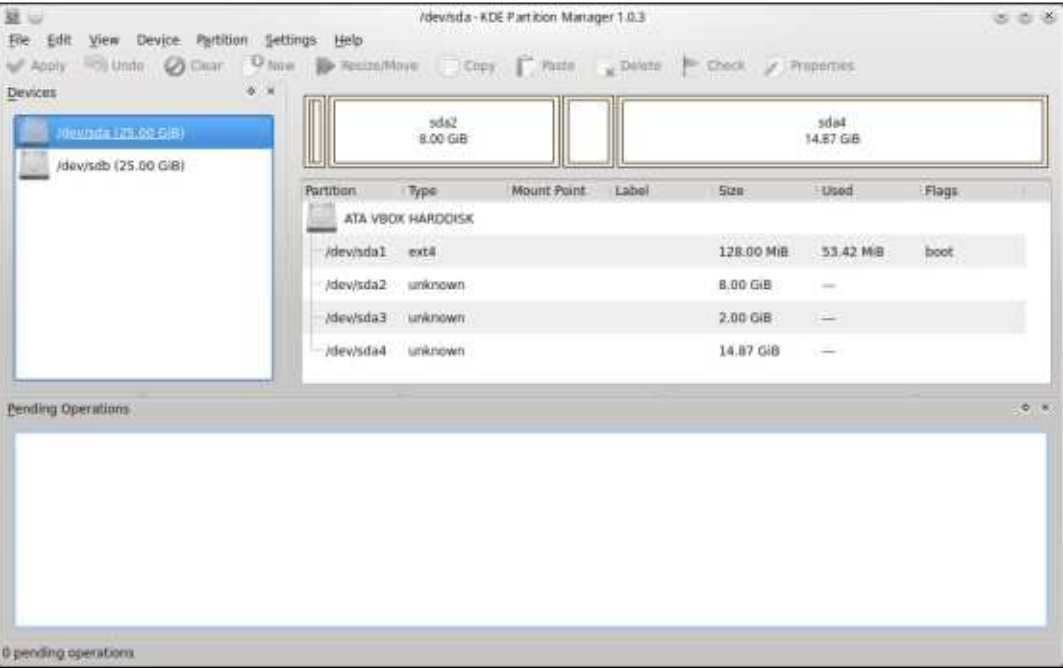 /dev/sda - KDE Partition Manager 1.0.3
File Edit View Device Partition Settings Help
Apply Undo Clear New Resize/Move Copy Paste Delete Check Properties
Devices
/dev/sda (25.00 GiB)
/dev/sdb (25.00 GiB)
sda2
8.00 GiB
sda4
14.87 GiB
Partition Type Mount Point Label Size Used Flags
ATA VBOX HARDDISK
/dev/sda1 ext4 128.00 MiB 53.42 MiB boot
/dev/sda2 unknown 8.00 GiB —
/dev/sda3 unknown 2.00 GiB —
/dev/sda4 unknown 14.87 GiB —
Pending Operations
0 pending operations